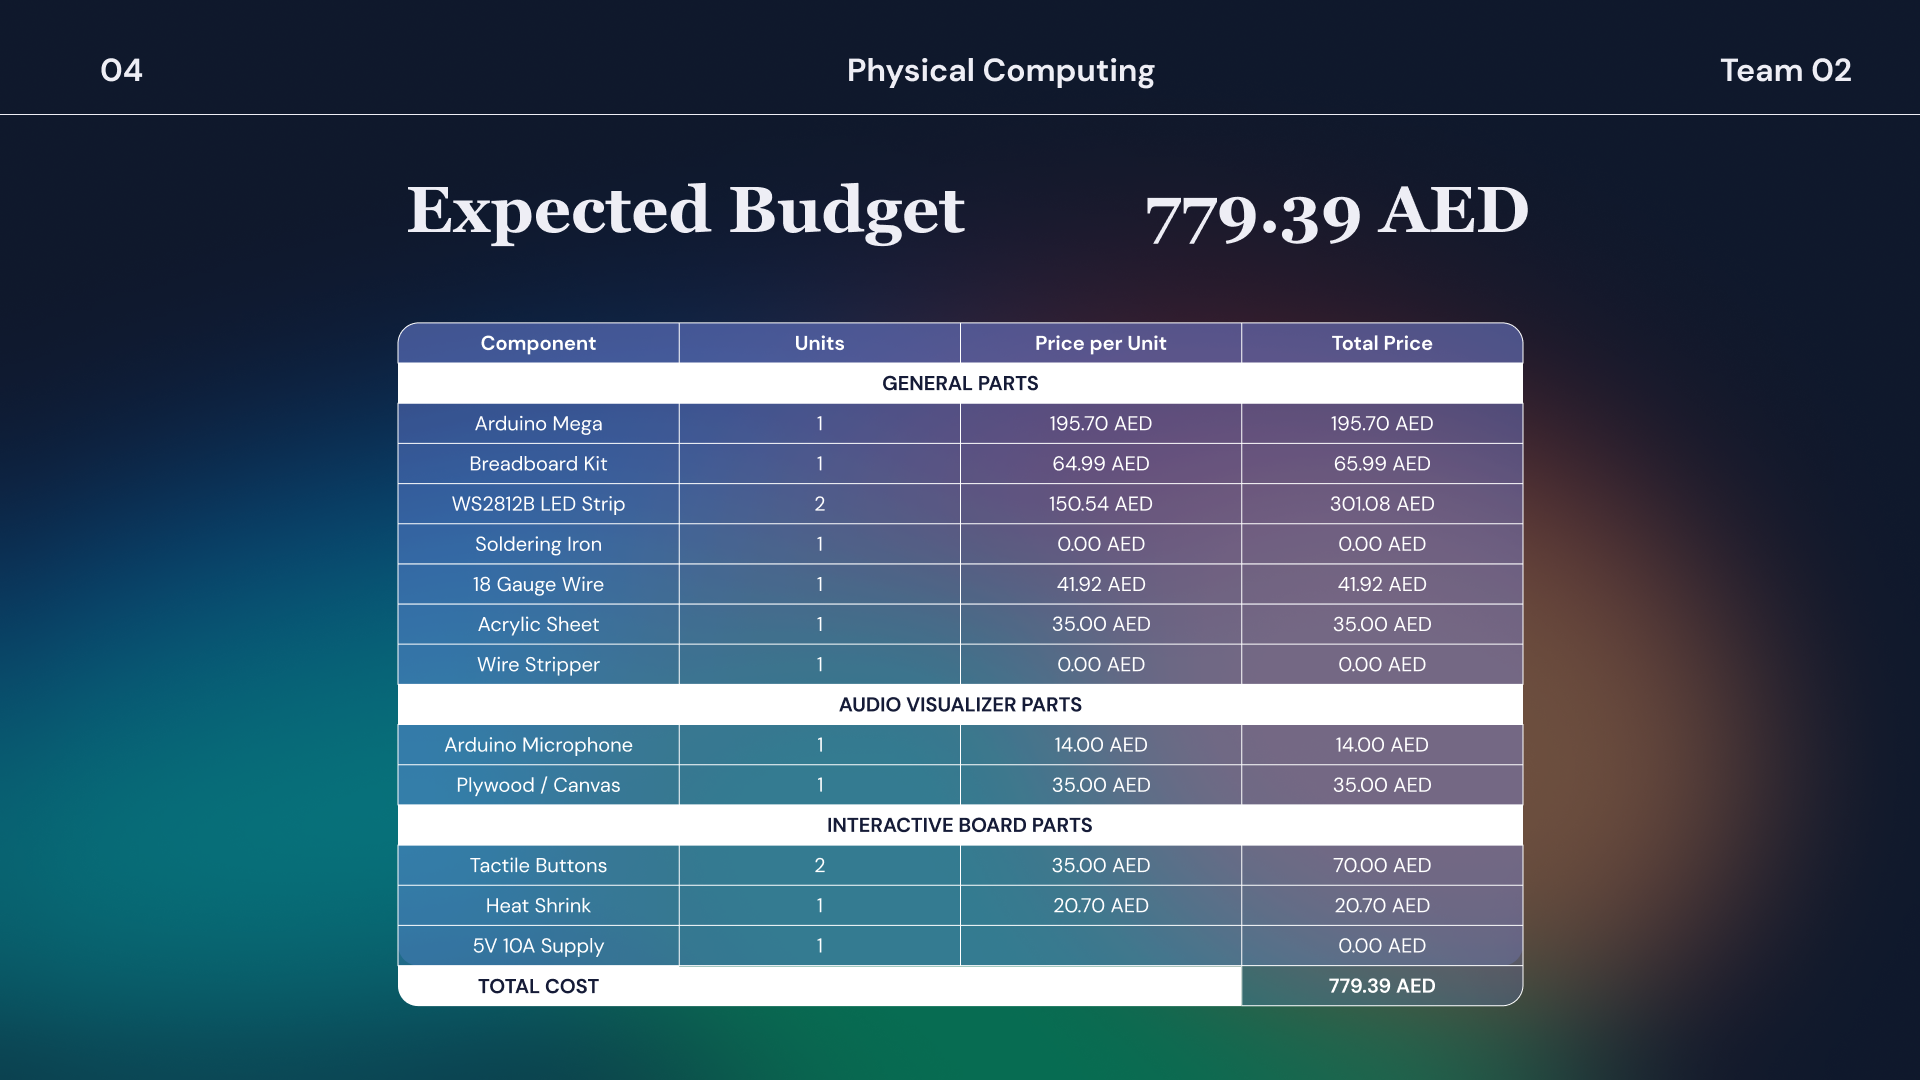 04 Physical Computing Team 02
Expected Budget 779.39 AED
Component Units Price per Unit Total Price
GENERAL PARTS
Arduino Mega 1 195.70 AED 195.70 AED
Breadboard Kit 1 64.99 AED 65.99 AED
WS2812B LED Strip 2 150.54 AED 301.08 AED
Soldering Iron 1 0.00 AED 0.00 AED
18 Gauge Wire 1 41.92 AED 41.92 AED
Acrylic Sheet 1 35.00 AED 35.00 AED
Wire Stripper 1 0.00 AED 0.00 AED
AUDIO VISUALIZER PARTS
Arduino Microphone 1 14.00 AED 14.00 AED
Plywood / Canvas 1 35.00 AED 35.00 AED
INTERACTIVE BOARD PARTS
Tactile Buttons 2 35.00 AED 70.00 AED
Heat Shrink 1 20.70 AED 20.70 AED
5V 10A Supply 1 0.00 AED
TOTAL COST 779.39 AED